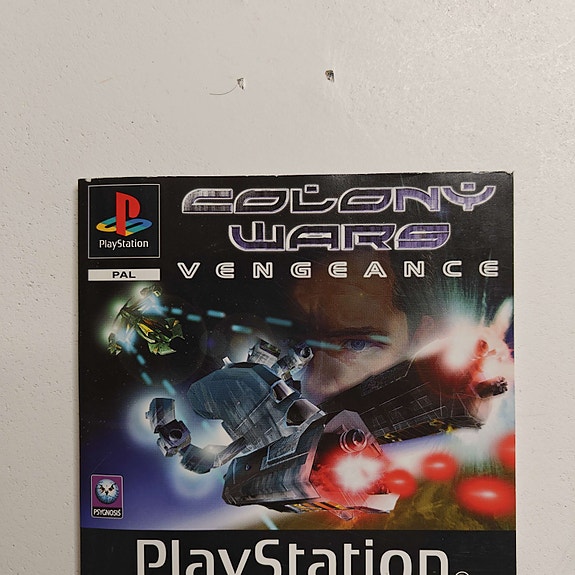 PlayStation
PAL
COLONY
WARS
VENGEANCE
PSYGNOSIS
PlayStation